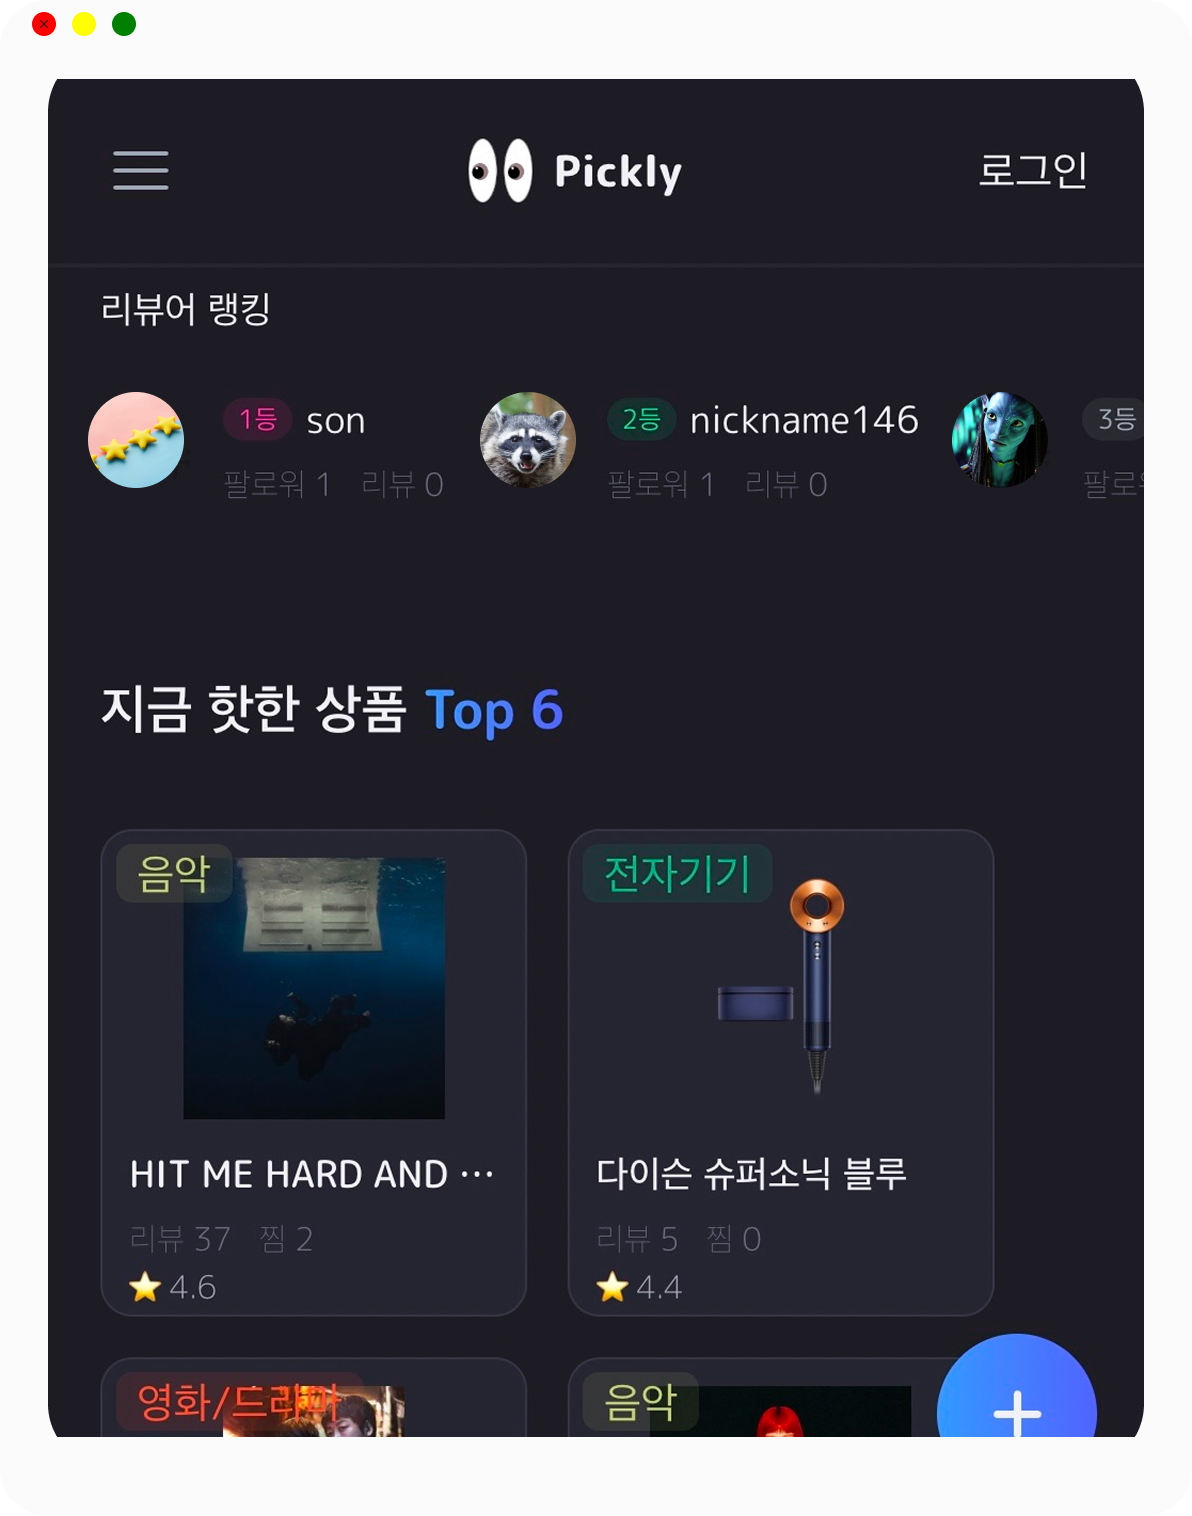 Pickly
로그인
리뷰어 랭킹
1등 son
팔로워 1 리뷰 0
2등 nickname146
팔로워 1 리뷰 0
3등
지금 핫한 상품 Top 6
음악
HIT ME HARD AND ···
리뷰 37 찜 2
4.6
전자기기
다이슨 슈퍼소닉 블루
리뷰 5 찜 0
4.4
영화/드라마
음악